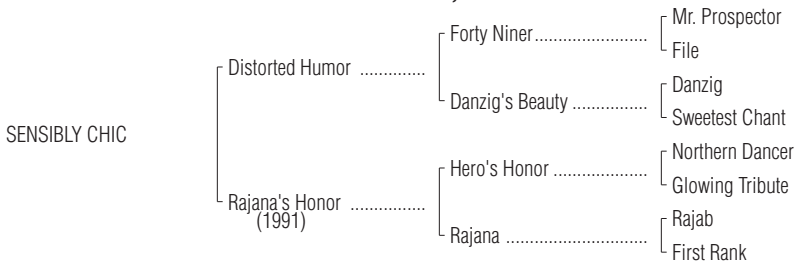 Mr. Prospector
Forty Niner........................
File
Distorted Humor ..............
Danzig
Danzig's Beauty ................
Sweetest Chant
SENSIBLY CHIC
Northern Dancer
Hero's Honor ....................
Glowing Tribute
Rajana's Honor ................
(1991)
Rajab
Rajana ..............................
First Rank